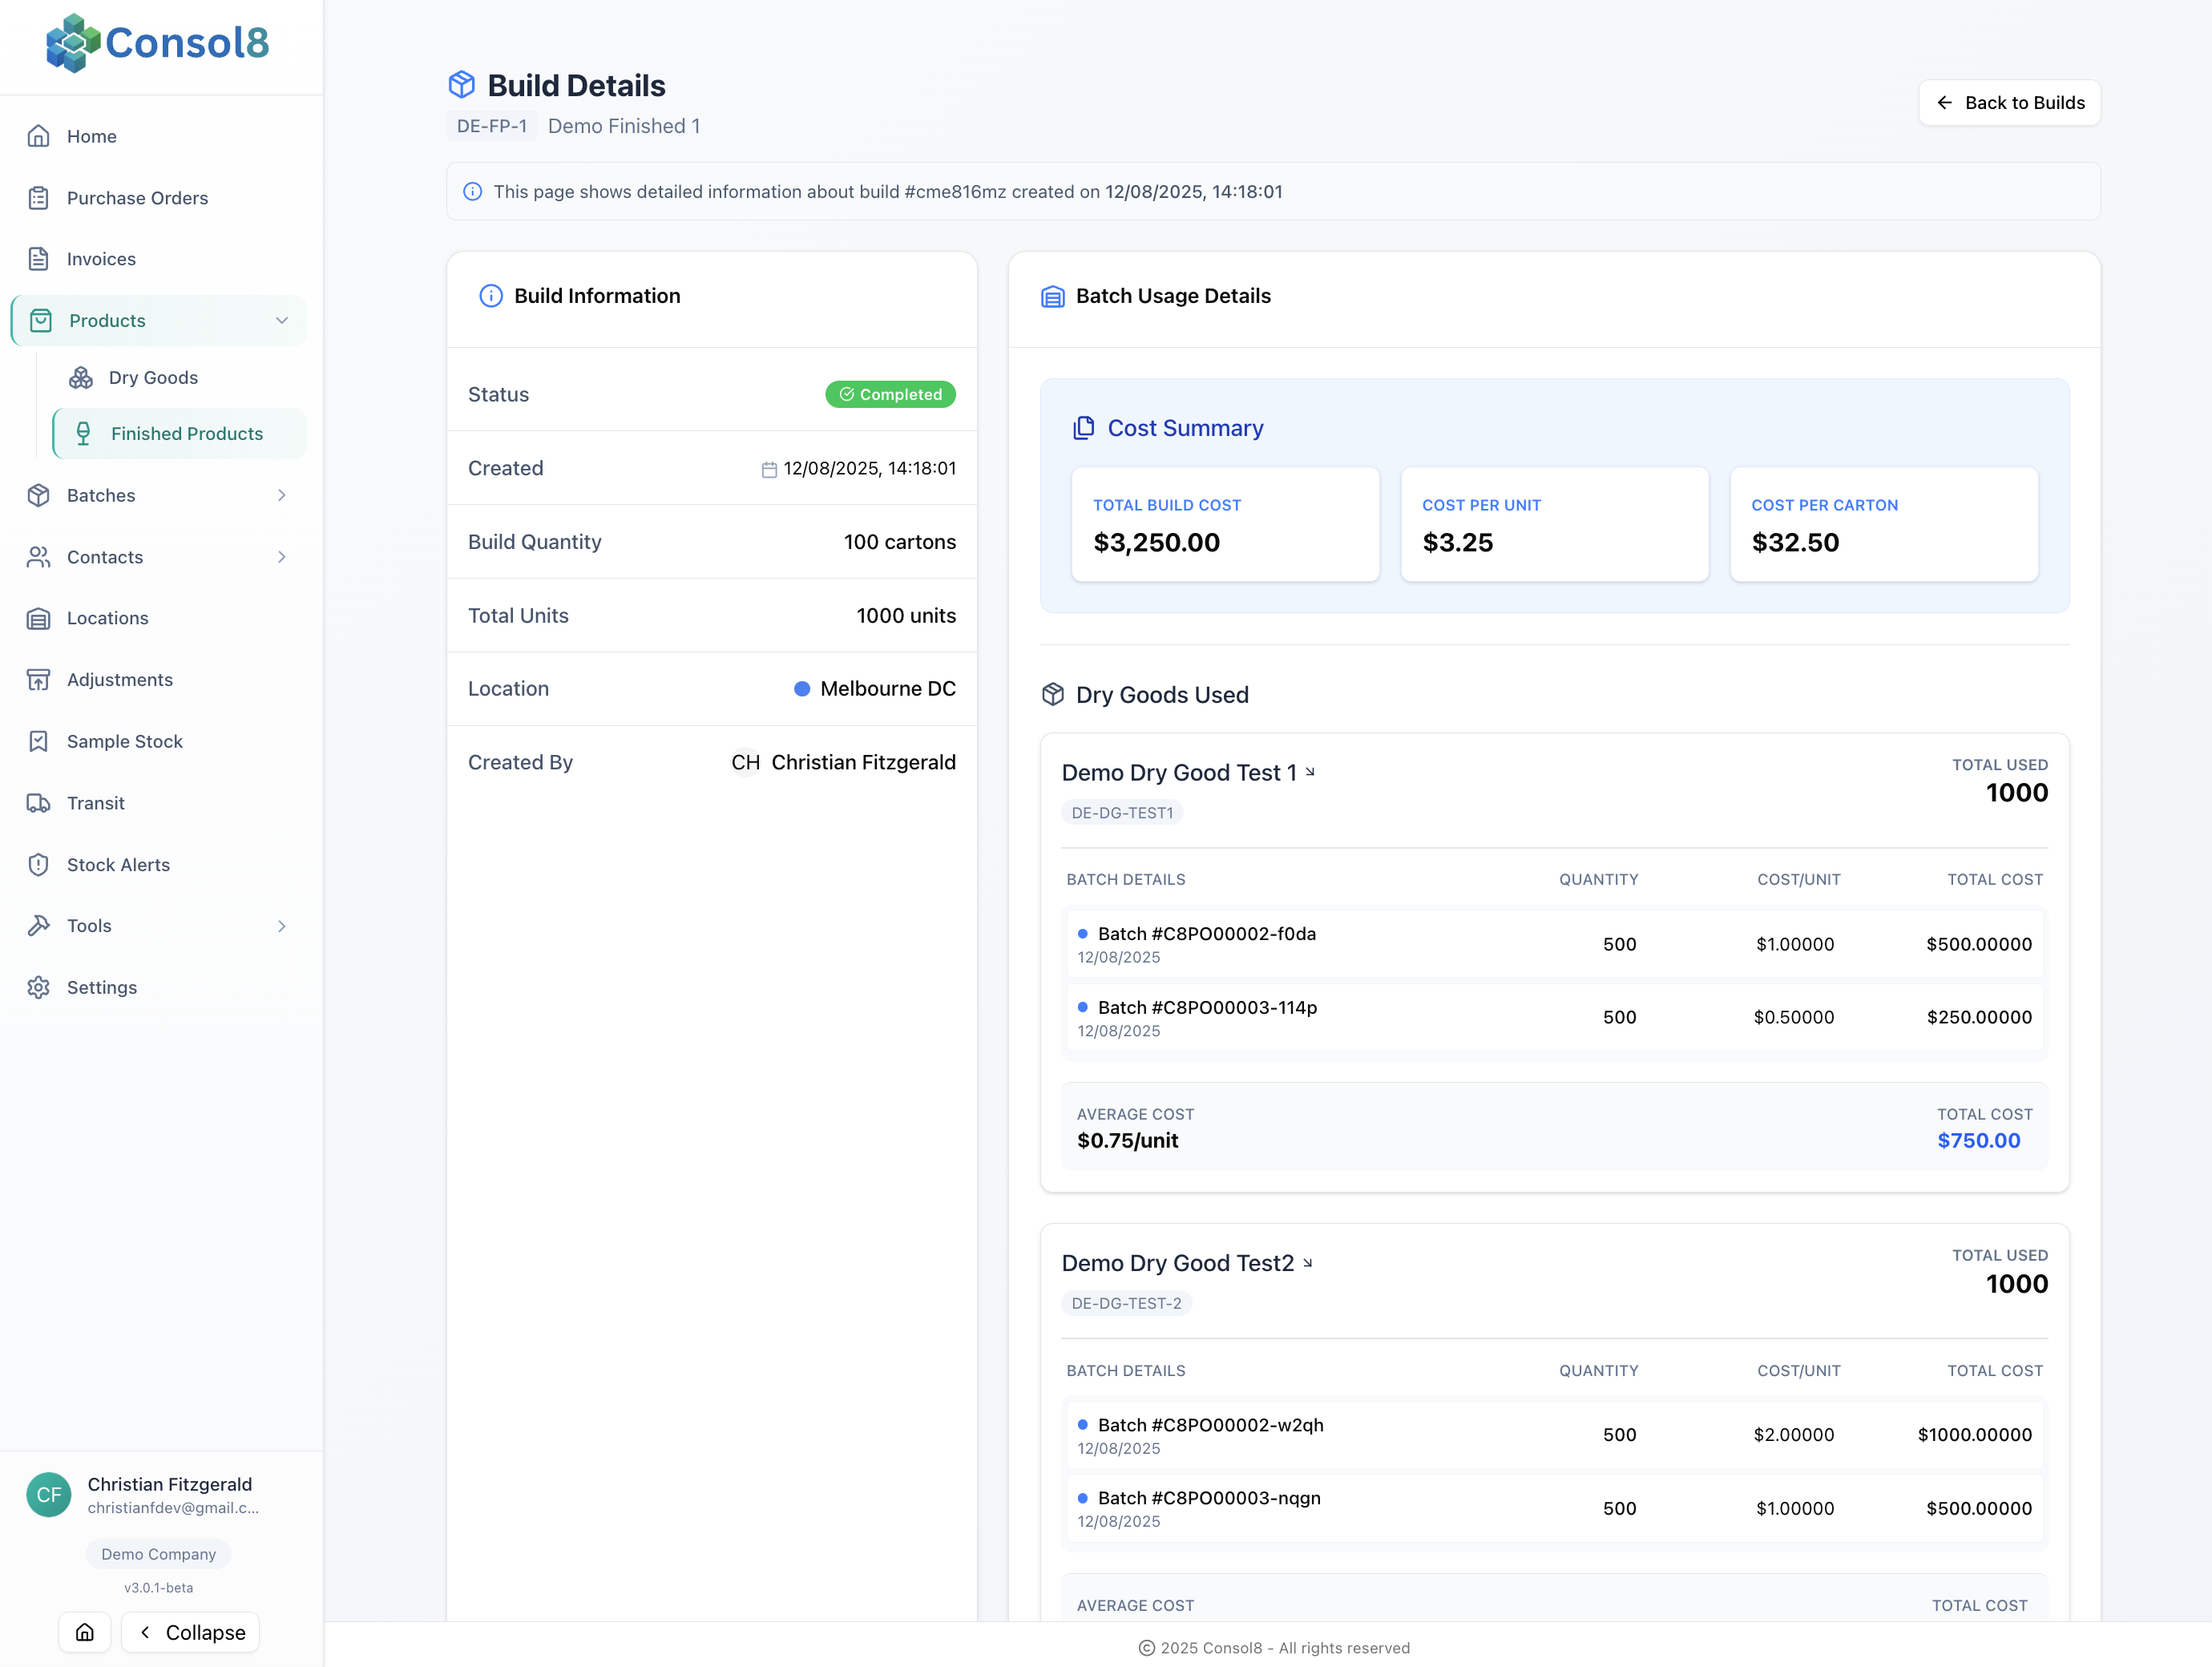 Consol8
Home
Purchase Orders
Invoices
Products
Dry Goods
Finished Products
Batches
Contacts
Locations
Adjustments
Sample Stock
Transit
Stock Alerts
Tools
Settings
CF
Christian Fitzgerald
christianfdev@gmail.c...
Demo Company
v3.0.1-beta
Collapse
Build Details
DE-FP-1 Demo Finished 1
Back to Builds
This page shows detailed information about build #cme816mz created on 12/08/2025, 14:18:01
Build Information
Status Completed
Created 12/08/2025, 14:18:01
Build Quantity 100 cartons
Total Units 1000 units
Location Melbourne DC
Created By CH Christian Fitzgerald
Batch Usage Details
Cost Summary
TOTAL BUILD COST
$3,250.00
COST PER UNIT
$3.25
COST PER CARTON
$32.50
Dry Goods Used
Demo Dry Good Test 1
DE-DG-TEST1
TOTAL USED
1000
BATCH DETAILS QUANTITY COST/UNIT TOTAL COST
Batch #C8PO00002-f0da 500 $1.00000 $500.00000
12/08/2025
Batch #C8PO00003-114p 500 $0.50000 $250.00000
12/08/2025
AVERAGE COST TOTAL COST
$0.75/unit $750.00
Demo Dry Good Test2
DE-DG-TEST-2
TOTAL USED
1000
BATCH DETAILS QUANTITY COST/UNIT TOTAL COST
Batch #C8PO00002-w2qh 500 $2.00000 $1000.00000
12/08/2025
Batch #C8PO00003-nqgn 500 $1.00000 $500.00000
12/08/2025
AVERAGE COST TOTAL COST
© 2025 Consol8 - All rights reserved